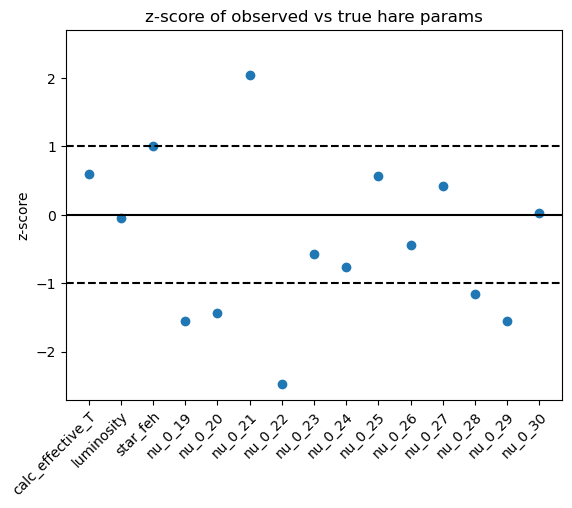 z-score of observed vs true hare params
z-score
2
1
0
−1
−2
calc_effective_T
luminosity
star_feh
nu_0_19
nu_0_20
nu_0_21
nu_0_22
nu_0_23
nu_0_24
nu_0_25
nu_0_26
nu_0_27
nu_0_28
nu_0_29
nu_0_30